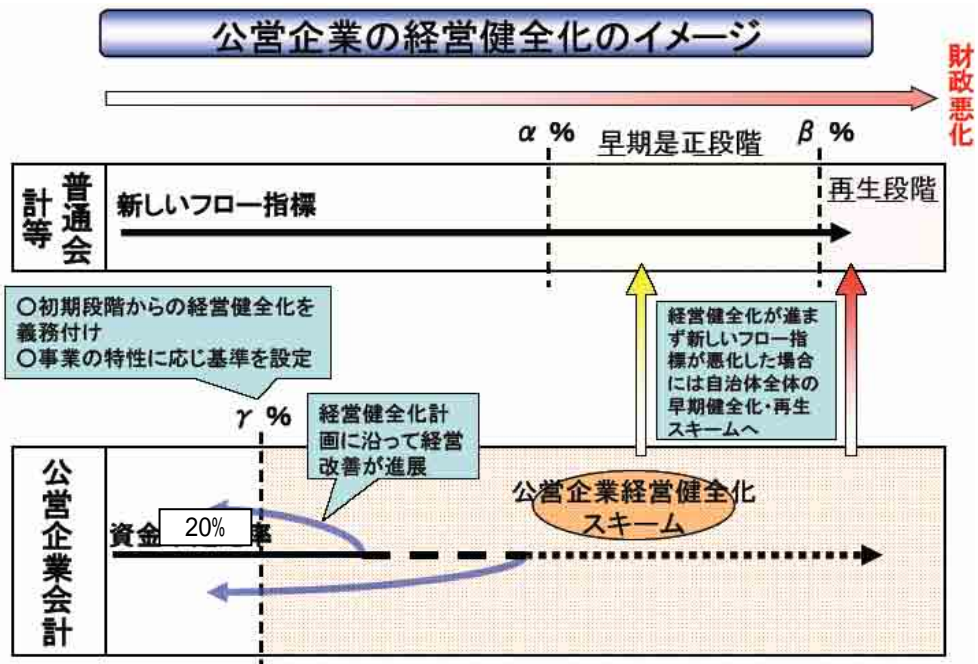 公営企業の経営健全化のイメージ
財政悪化
α %
早期是正段階
β %
普通会
計等
新しいフロー指標
再生段階
〇初期段階からの経営健全化を
義務付け
〇事業の特性に応じ基準を設定
経営健全化が進ま
ず新しいフロー指
標が悪化した場合
には自治体全体の
早期健全化・再生
スキームへ
γ %
経営健全化計
画に沿って経営
改善が進展
公営企業会計
公営企業経営健全化
スキーム
資金
20%
率